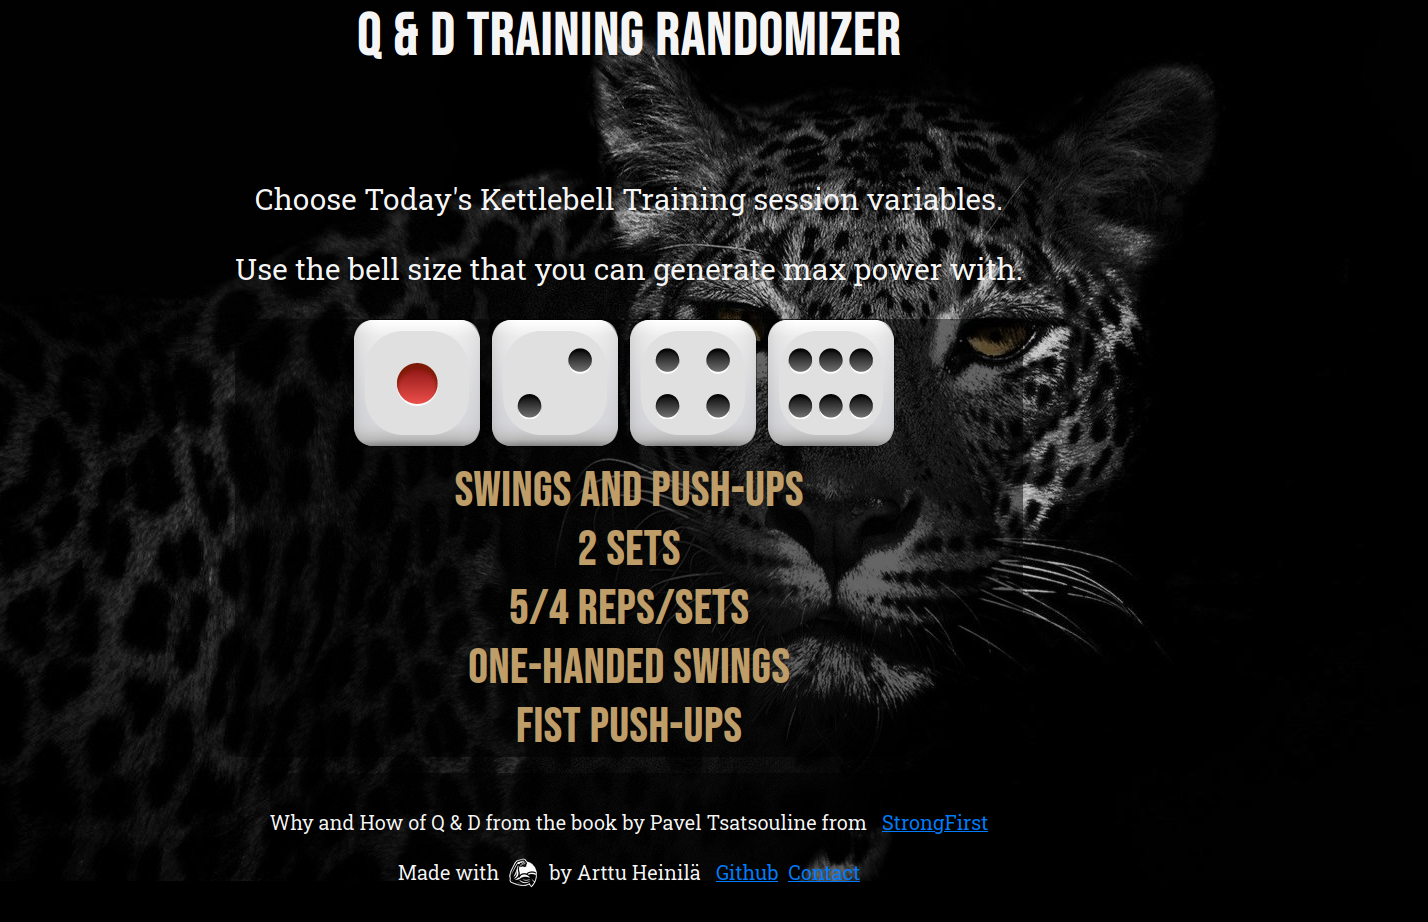 Q & D TRAINING RANDOMIZER
Choose Today's Kettlebell Training session variables.
Use the bell size that you can generate max power with.
SWINGS AND PUSH-UPS
2 SETS
5/4 REPS/SETS
ONE-HANDED SWINGS
FIST PUSH-UPS
Why and How of Q & D from the book by Pavel Tsatsouline from StrongFirst
Made with by Arttu Heinilä Github Contact